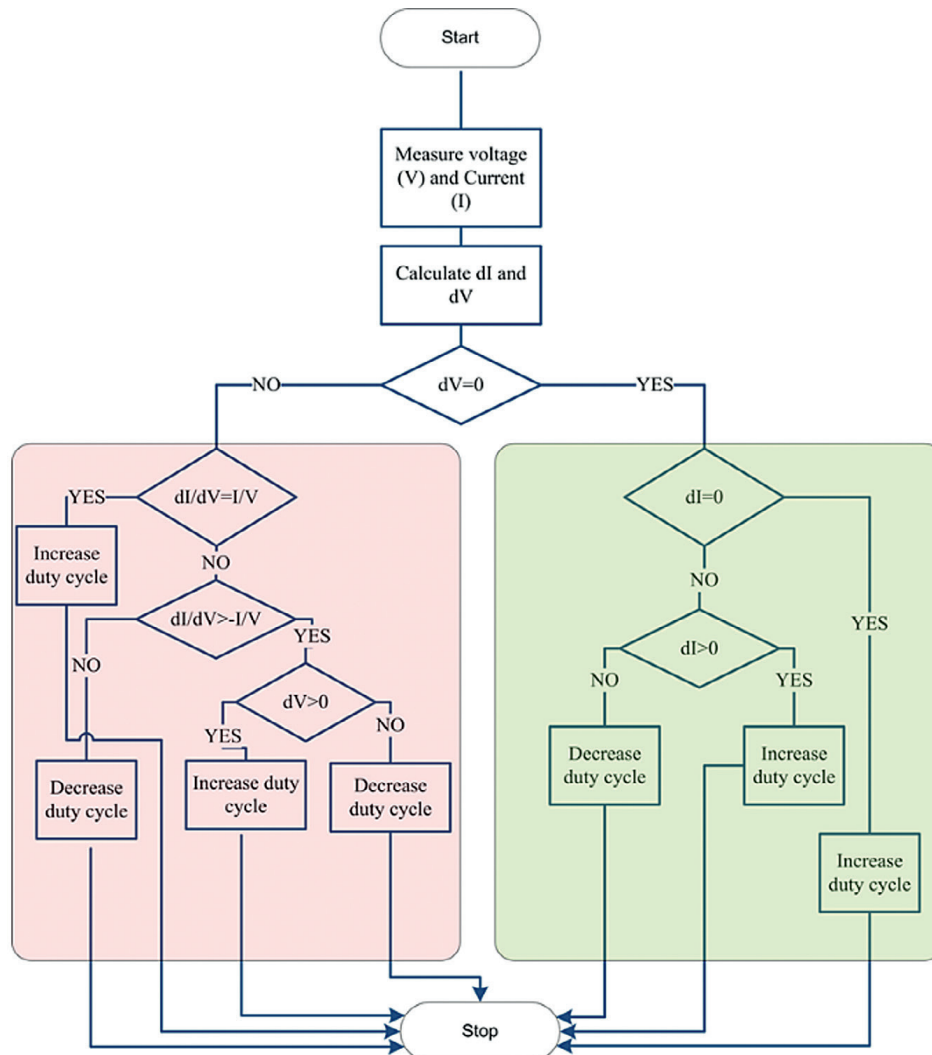 Start
Measure voltage
(V) and Current
(I)
Calculate dI and
dV
dV=0
NO
YES
dI/dV=I/V
YES
Increase
duty cycle
NO
dI/dV>-I/V
NO
YES
dV>0
YES
NO
Decrease
duty cycle
Increase duty
cycle
Decrease
duty cycle
dI=0
NO
YES
dI>0
NO
YES
Decrease
duty cycle
Increase
duty cycle
Increase
duty cycle
Stop